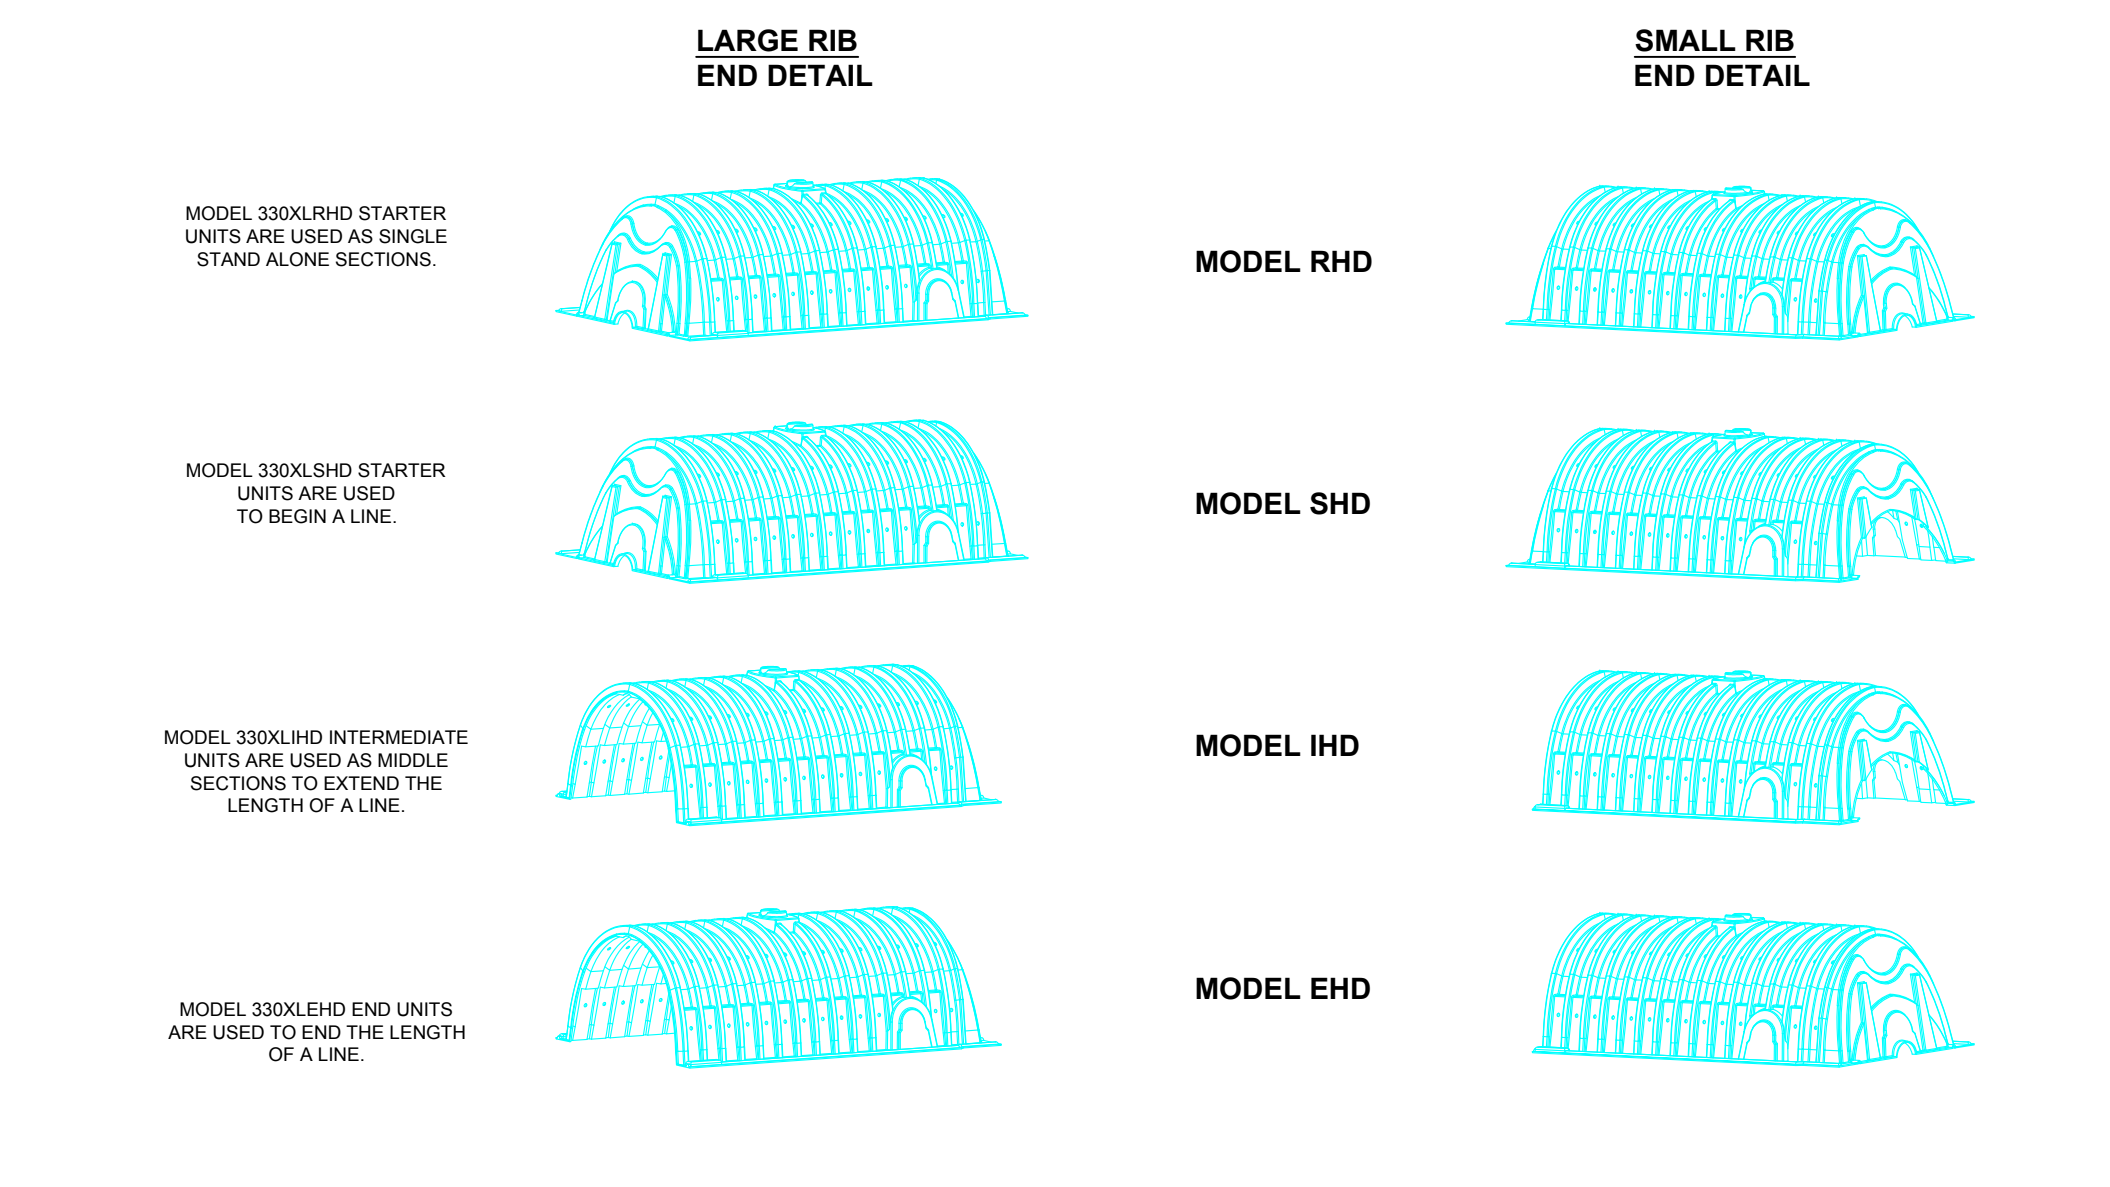 LARGE RIB
END DETAIL
SMALL RIB
END DETAIL
MODEL 330XLRHD STARTER
UNITS ARE USED AS SINGLE
STAND ALONE SECTIONS.
MODEL RHD
MODEL 330XLSHD STARTER
UNITS ARE USED
TO BEGIN A LINE.
MODEL SHD
MODEL 330XLIHD INTERMEDIATE
UNITS ARE USED AS MIDDLE
SECTIONS TO EXTEND THE
LENGTH OF A LINE.
MODEL IHD
MODEL 330XLEHD END UNITS
ARE USED TO END THE LENGTH
OF A LINE.
MODEL EHD